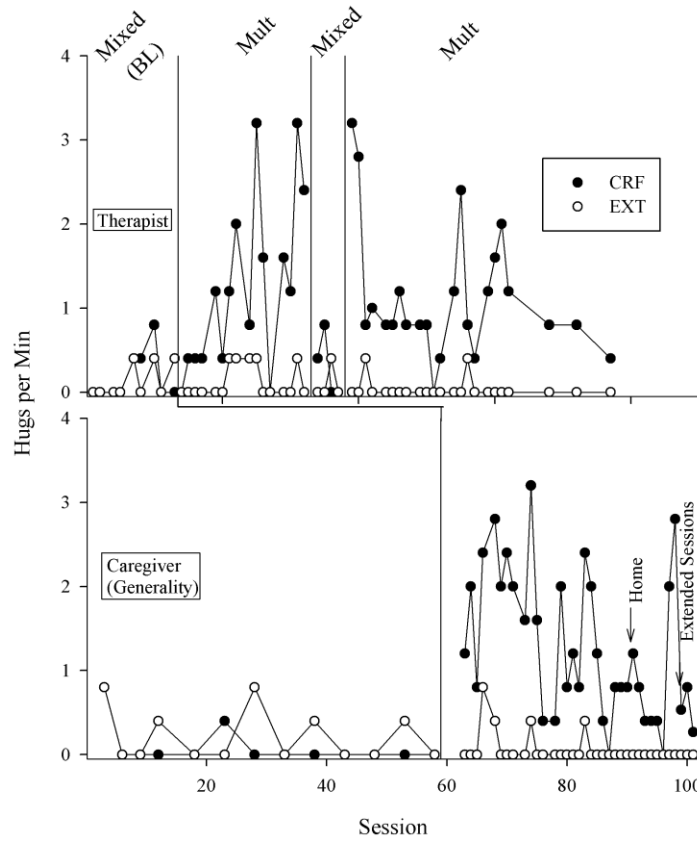 Mixed
(BL)
Mult
Mixed
Mult
4
3
2
1
0
Therapist
CRF
EXT
Hugs per Min
4
3
2
1
0
Caregiver
(Generality)
Home
Extended Sessions
20
40
60
80
100
Session